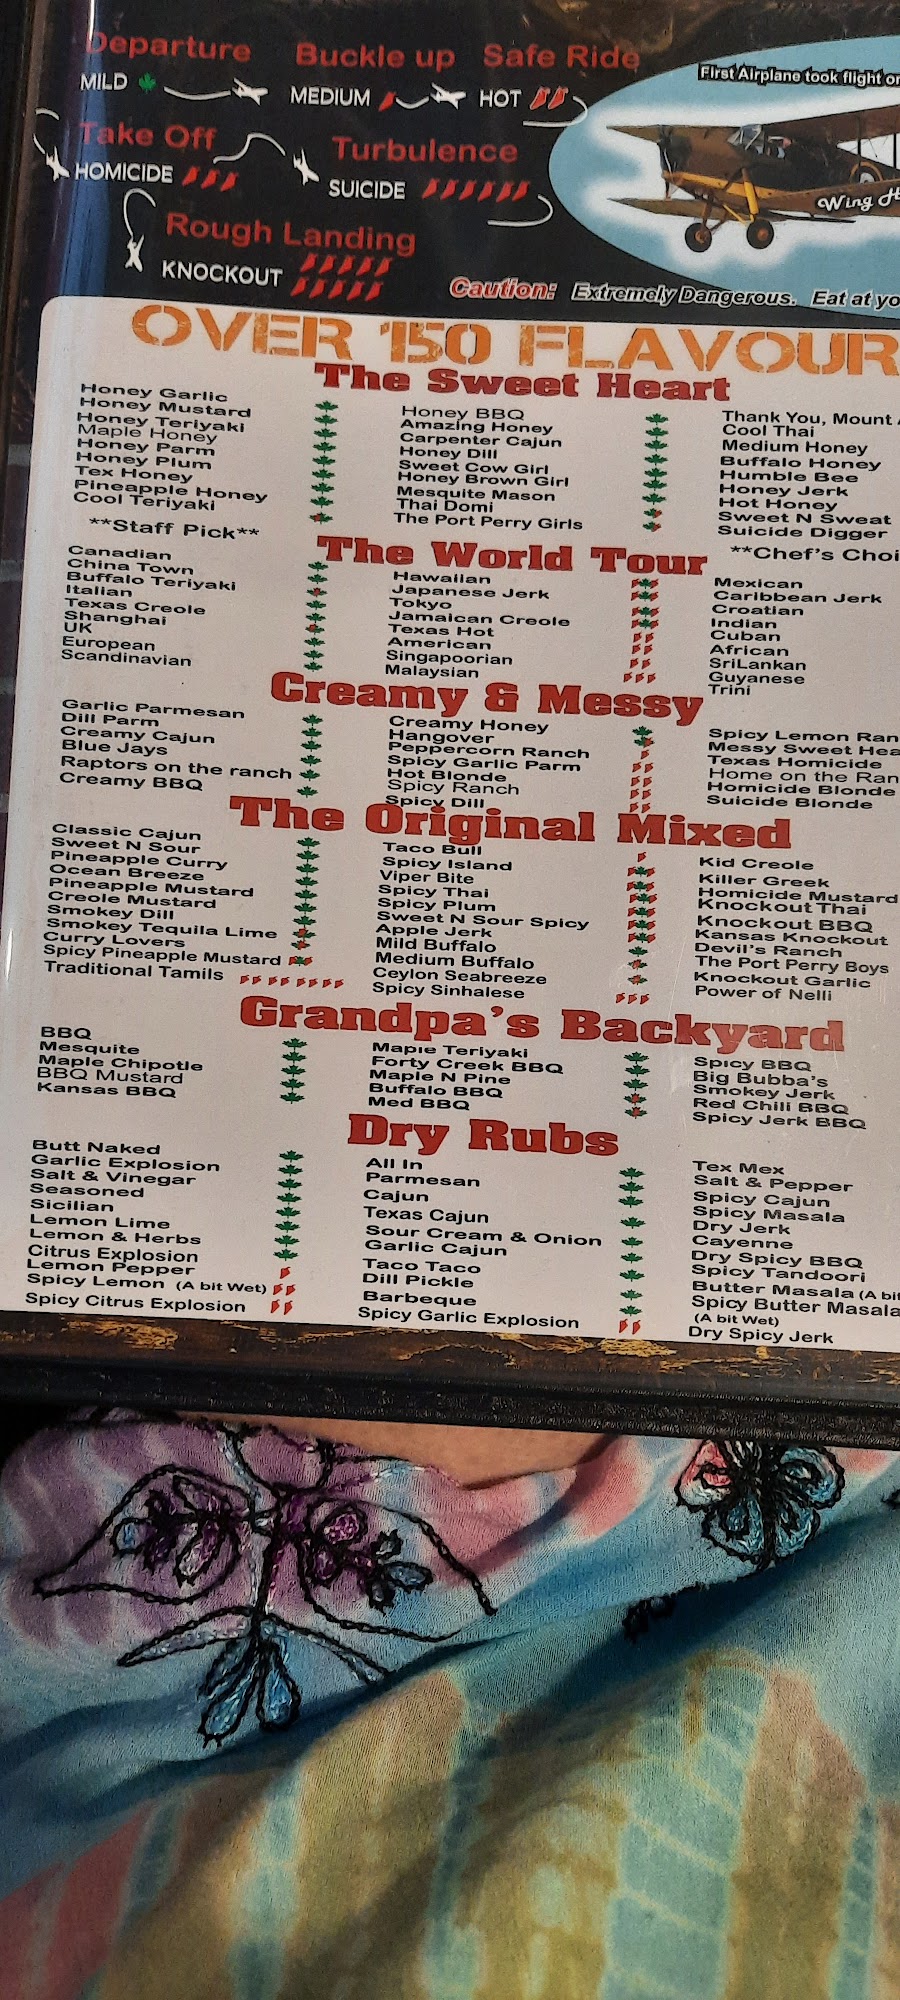 Departure Buckle up Safe Ride
MILD MEDIUM HOT
First Airplane took flight
Take Off Turbulence
HOMICIDE SUICIDE
Wing
Rough Landing
KNOCKOUT
Caution: Extremely Dangerous. Eat at
OVER 150 FLAVOUR
The Sweet Heart
Honey Garlic
Honey Mustard
Honey Teriyaki
Maple Honey
Honey Parm
Honey Plum
Tex Honey
Pineapple Honey
Cool Teriyaki
**Staff Pick**
Honey BBQ
Amazing Honey
Carpenter Cajun
Honey Dill
Sweet Cow Girl
Honey Brown Girl
Mesquite Mason
Thai Domi
The Port Perry Girls
Thank You, Mount
Cool Thai
Medium Honey
Buffalo Honey
Humble Bee
Honey Jerk
Hot Honey
Sweet N Sweat
Suicide Digger
**Chef's
The World Tour
Canadian
China Town
Buffalo Teriyaki
Italian
Texas Creole
Shanghai
UK
European
Scandinavian
Hawaiian
Japanese Jerk
Tokyo
Jamaican Creole
Texas Hot
American
Singapoorian
Malaysian
Mexican
Caribbean Jerk
Croatian
Indian
Cuban
African
SriLankan
Guyanese
Trini
Creamy & Messy
Garlic Parmesan
Dill Parm
Creamy Cajun
Blue Jays
Raptors on the ranch
Creamy BBQ
Creamy Honey
Hangover
Peppercorn Ranch
Spicy Garlic Parm
Hot Blonde
Spicy Ranch
Spicy Dill
Spicy Lemon
Messy Sweet
Texas Homicide
Home on the
Homicide Blonde
Suicide Blonde
The Original Mixed
Classic Cajun
Sweet N Sour
Pineapple Curry
Ocean Breeze
Pineapple Mustard
Creole Mustard
Smokey Dill
Smokey Tequila Lime
Curry Lovers
Spicy Pineapple Mustard
Traditional Tamils
Taco Bull
Spicy Island
Viper Bite
Spicy Thai
Spicy Plum
Sweet N Sour Spicy
Apple Jerk
Mild Buffalo
Medium Buffalo
Ceylon Seabreeze
Spicy Sinhalese
Kid Creole
Killer Greek
Homicide Mustard
Knockout Thai
Knockout BBQ
Kansas Knockout
Devil's Ranch
The Port Perry Boys
Knockout Garlic
Power of Nelli
Grandpa's Backyard
BBQ
Mesquite
Maple Chipotle
BBQ Mustard
Kansas BBQ
Maple Teriyaki
Forty Creek BBQ
Maple N Pine
Buffalo BBQ
Med BBQ
Spicy BBQ
Big Bubba's
Smokey Jerk
Red Chili BBQ
Spicy Jerk BBQ
Dry Rubs
Butt Naked
Garlic Explosion
Salt & Vinegar
Seasoned
Sicilian
Lemon Lime
Lemon & Herbs
Citrus Explosion
Lemon Pepper
Spicy Lemon (A bit Wet)
Spicy Citrus Explosion
All In
Parmesan
Cajun
Texas Cajun
Sour Cream & Onion
Garlic Cajun
Taco Taco
Dill Pickle
Barbeque
Spicy Garlic Explosion
Tex Mex
Salt & Pepper
Spicy Cajun
Spicy Masala
Dry Jerk
Cayenne
Dry Spicy BBQ
Spicy Tandoori
Butter Masala (A
Spicy Butter Masala
(A bit Wet)
Dry Spicy Jerk